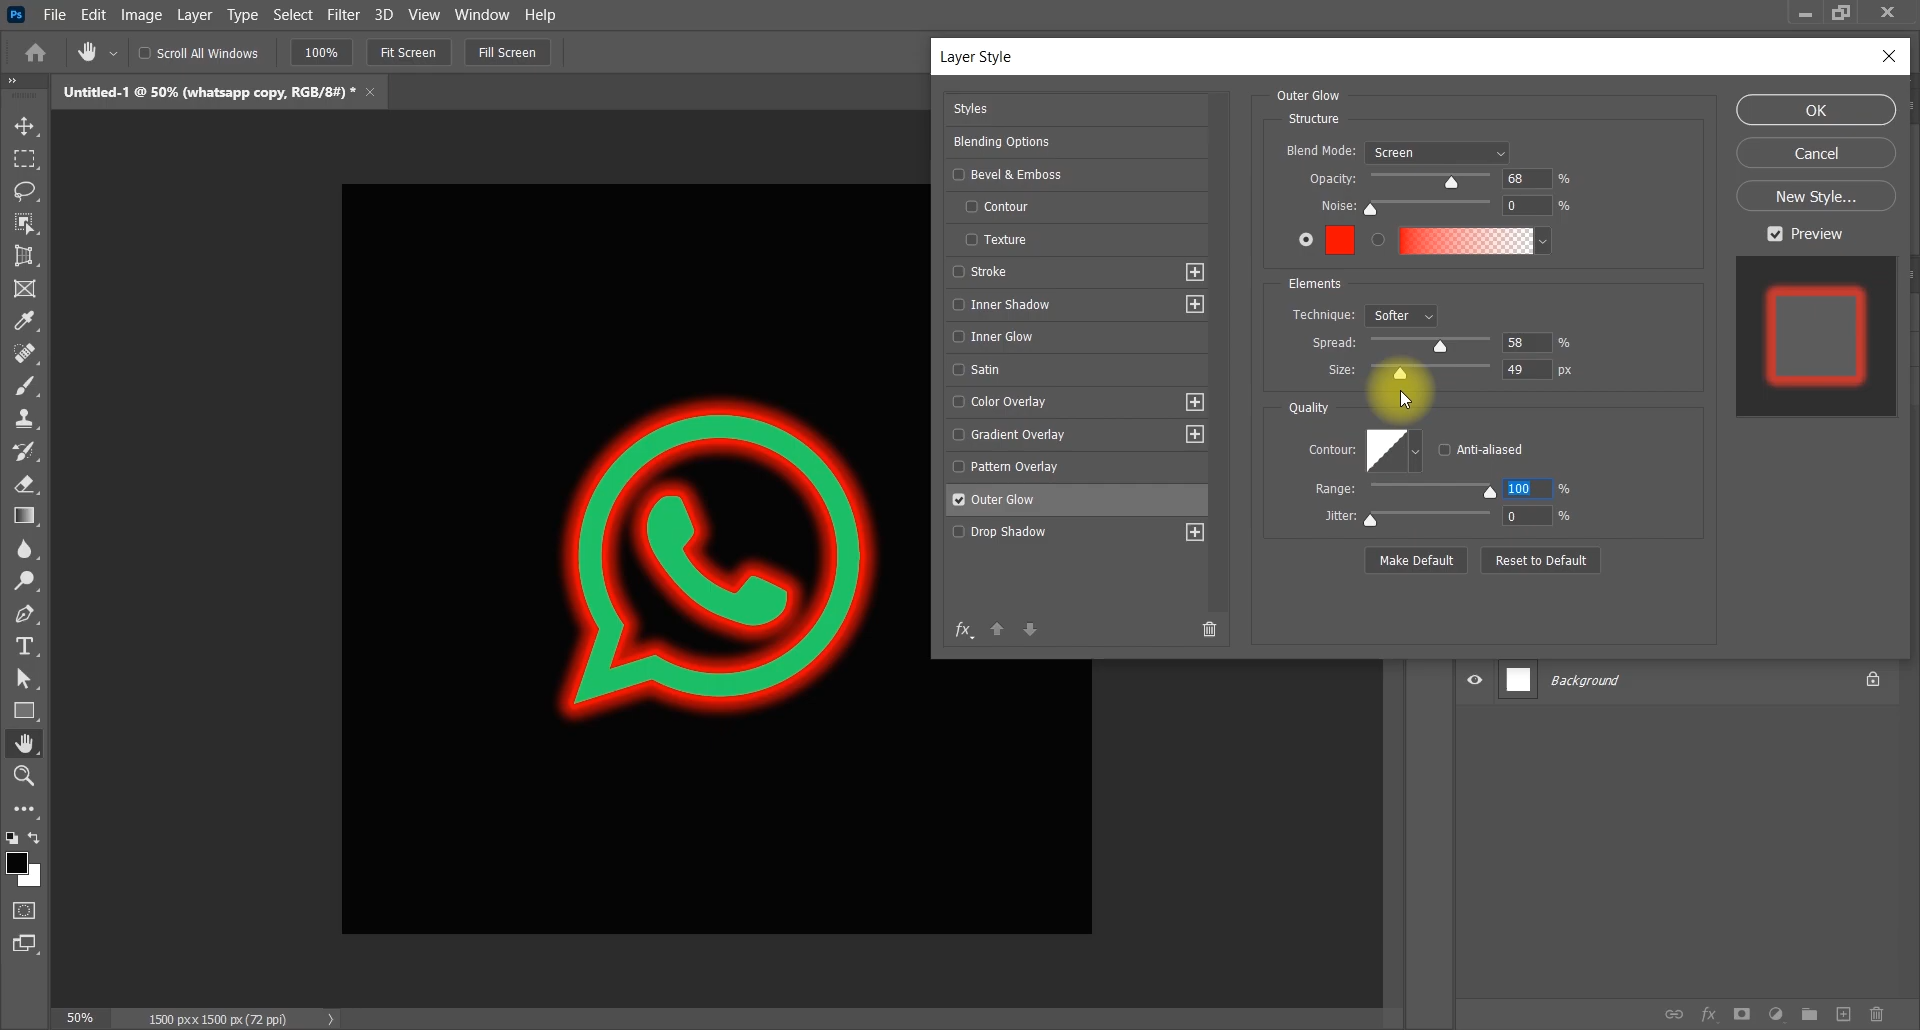 Ps File Edit Image Layer Type Select Filter 3D View Window Help
Scroll All Windows 100% Fit Screen Fill Screen
Untitled-1 @ 50% (whatsapp copy, RGB/8#) *
Layer Style
Styles
Blending Options
Bevel & Emboss
Contour
Texture
Stroke
Inner Shadow
Inner Glow
Satin
Color Overlay
Gradient Overlay
Pattern Overlay
Outer Glow
Drop Shadow
fx
Outer Glow
Structure
Blend Mode: Screen
Opacity: 68 %
Noise: 0 %
Elements
Technique: Softer
Spread: 58 %
Size: 49 px
Quality
Contour: Anti-aliased
Range: 100 %
Jitter: 0 %
Make Default Reset to Default
OK
Cancel
New Style...
Preview
Background
T
50% 1500 px x 1500 px (72 ppi)
fx